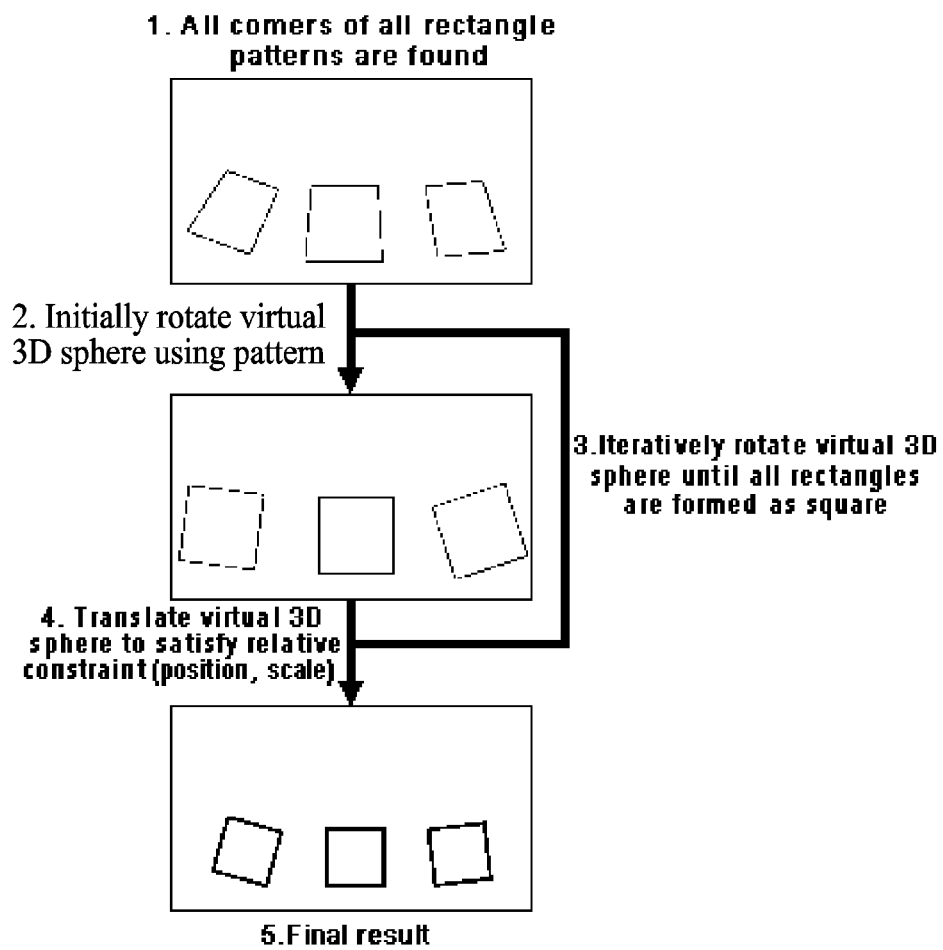 1. All corners of all rectangle
patterns are found
2. Initially rotate virtual
3D sphere using pattern
3.Iteratively rotate virtual 3D
sphere until all rectangles
are formed as square
4. Translate virtual 3D
sphere to satisfy relative
constraint(position, scale)
5.Final result